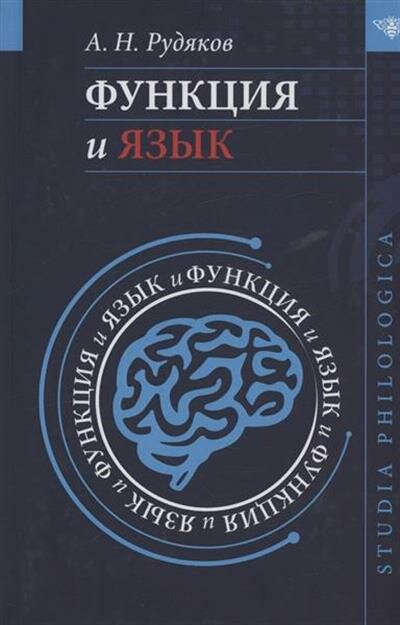 А. Н. Рудяков
ФУНКЦИЯ
и ЯЗЫК
ФУНКЦИЯ и ЯЗЫК и ФУНКЦИЯ и ЯЗЫК и ФУНКЦИЯ и ЯЗЫК и
STUDIA PHILOLOGICA